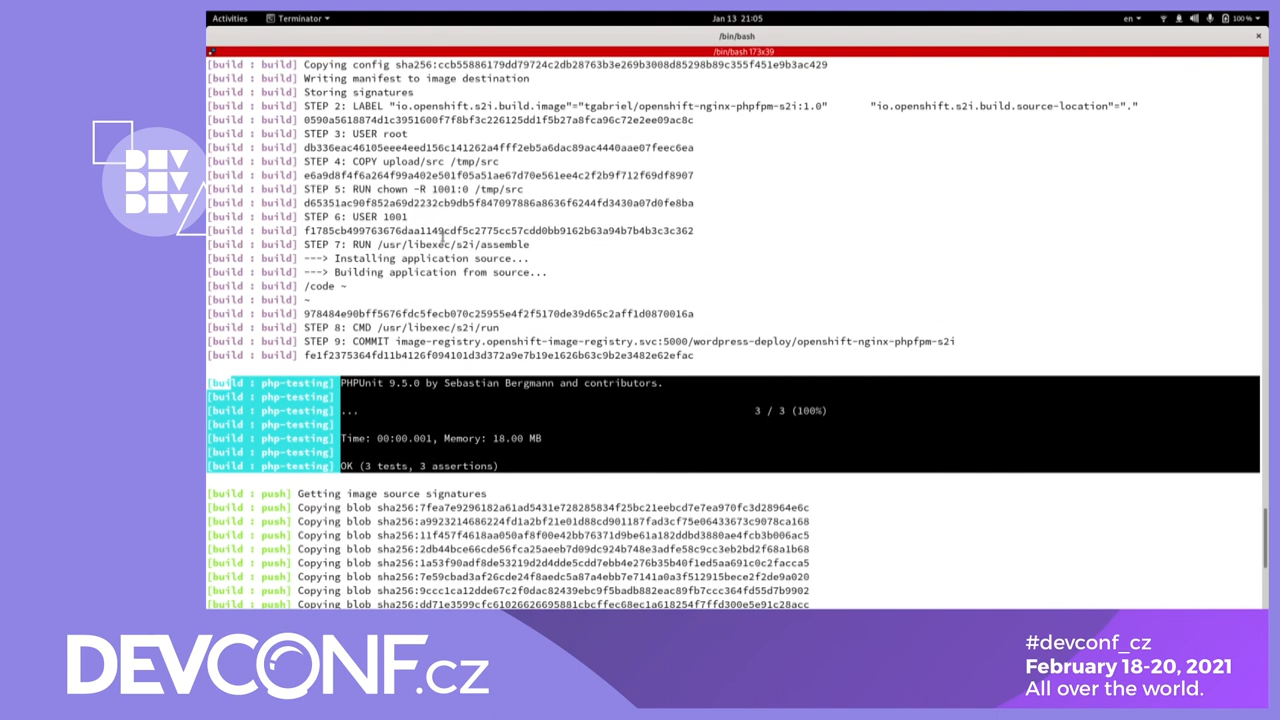 Activities
Terminator
Jan 13 21:05
en
100%
/bin/bash
/bin/bash 173x39
[build : build] Copying config sha256:ccb55886179dd79724c2db28763b3e269b3008d85298b89c355f451e9b3ac429
[build : build] Writing manifest to image destination
[build : build] Storing signatures
[build : build] STEP 2: LABEL "io.openshift.s2i.build.image"="tgabriel/openshift-nginx-phpfpm-s2i:1.0" "io.openshift.s2i.build.source-location"="."
[build : build] 0590a5618874d1c3951600f7f8bf3c226125dd1f5b27a8fca96c72e2ee09ac8c
[build : build] STEP 3: USER root
[build : build] db336eac46105eee4eed156c141262a4fff2eb5a6dac89ac4440aae07feec6ea
[build : build] STEP 4: COPY upload/src /tmp/src
[build : build] e6a9d8f4f6a264f99a402e501f05a51ae67d70e561ee4c2f2b9f712f69df8907
[build : build] STEP 5: RUN chown -R 1001:0 /tmp/src
[build : build] d65351ac90f852a69d2232cb9db5f847097886a8636f6244fd3430a07d0fe8ba
[build : build] STEP 6: USER 1001
[build : build] f1785cb499763676daa1149cdf5c2775cc57cdd0bb9162b63a94b7b4b3c3c362
[build : build] STEP 7: RUN /usr/libexec/s2i/assemble
[build : build] ---> Installing application source...
[build : build] ---> Building application from source...
[build : build] /code ~
[build : build] ~
[build : build] 978484e90bff5676fdc5fecb070c25955e4f2f5170de39d65c2aff1d0870016a
[build : build] STEP 8: CMD /usr/libexec/s2i/run
[build : build] STEP 9: COMMIT image-registry.openshift-image-registry.svc:5000/wordpress-deploy/openshift-nginx-phpfpm-s2i
[build : build] fe1f2375364fd11b4126f094101d3d372a9e7b19e1626b63c9b2e3482e62efac
[build : php-testing] PHPUnit 9.5.0 by Sebastian Bergmann and contributors.
[build : php-testing]
[build : php-testing] ... 3 / 3 (100%)
[build : php-testing]
[build : php-testing] Time: 00:00.001, Memory: 18.00 MB
[build : php-testing]
[build : php-testing] OK (3 tests, 3 assertions)
[build : push] Getting image source signatures
[build : push] Copying blob sha256:7fea7e9296182a61ad5431e728285834f25bc21eebcd7e7ea970fc3d28964e6c
[build : push] Copying blob sha256:a9923214686224fd1a2bf21e01d88cd901187fad3cf75e06433673c9078ca168
[build : push] Copying blob sha256:11f457f4618aa050af8f00e42bb76371d9be61a182ddbd3880ae4fcb3b006ac5
[build : push] Copying blob sha256:2db44bce66cde56fca25aeeb7d09dc924b748e3adfe58c9cc3eb2bd2f68a1b68
[build : push] Copying blob sha256:1a53f90adf8de53219d2d4dde5cdd7ebb4e276b35b40f1ed5aa691c0c2facca5
[build : push] Copying blob sha256:7e59cbad3af26cde24f8aedc5a87a4ebb7e7141a0a3f512915bece2f2de9a020
[build : push] Copying blob sha256:9ccc1ca12dde67c2f0dac82439ebc9f5badb882eac89fb7ccc364fd55d7b9902
[build : push] Copying blob sha256:dd71e3599cfc61026626695881cbcffec68ec1a618254f7ffd300e5e91c28acc
DEV
DEV
DEV
DEVCONF.cz
#devconf_cz
February 18-20, 2021
All over the world.